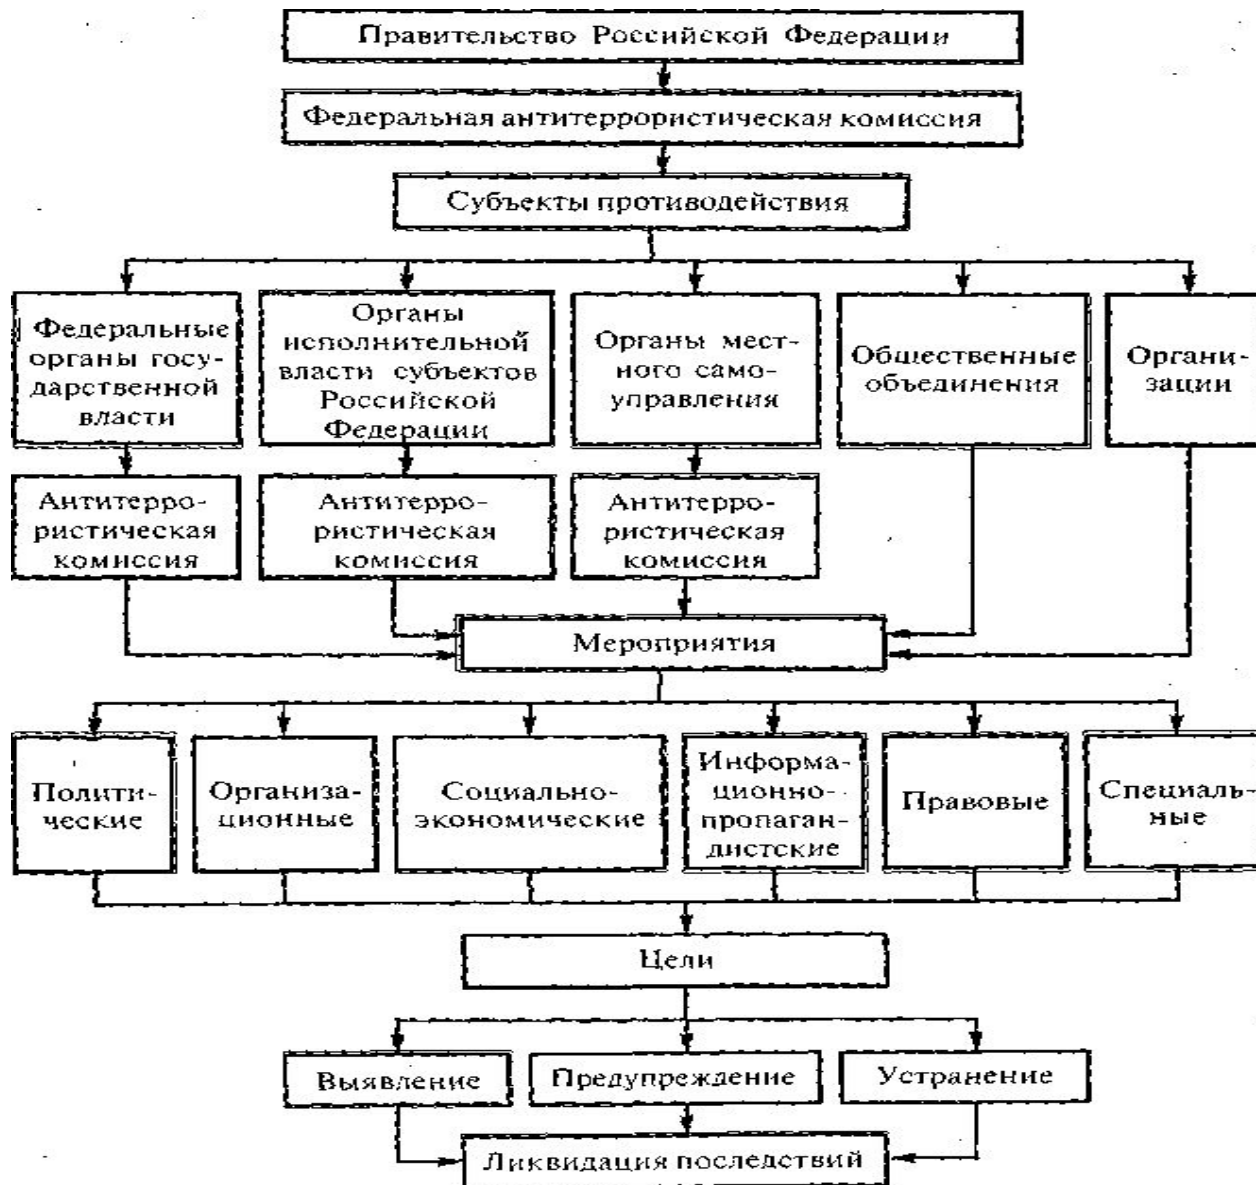 Правительство Российской Федерации
Федеральная антитеррористическая комиссия
Субъекты противодействия
Федеральные
органы госу-
дарственной
власти
Органы
исполнительной
власти субъектов
Российской
Федерации
Органы мест-
ного само-
управления
Общественные
объединения
Органи-
зации
Антитерро-
ристическая
комиссия
Антитерро-
ристическая
комиссия
Антитерро-
ристическая
комиссия
Мероприятия
Полити-
ческие
Организа-
ционные
Социально-
экономические
Информа-
ционно-
пропаган-
дистские
Правовые
Специаль-
ные
Цели
Выявление
Предупреждение
Устранение
Ликвидация последствий